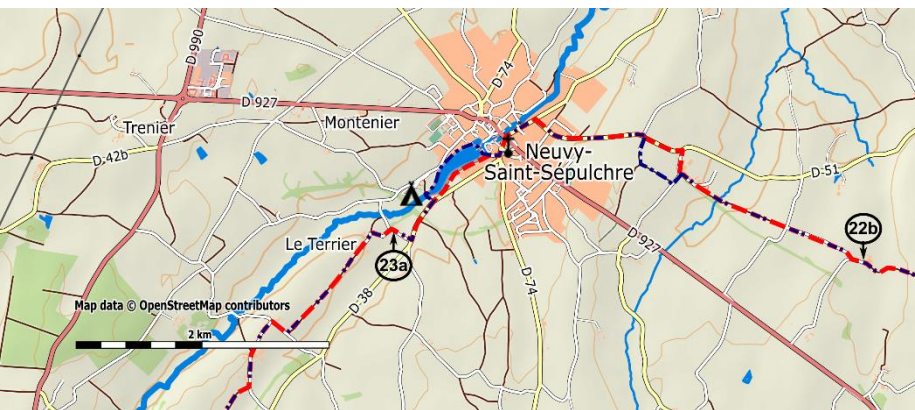 D 990
D-74
D 927
Trenier
Montenier
D-42b
Neuvy-
Saint-Sépulchre
D-51
Le Terrier
22b
23a
D-927
D-38
D-74
Map data © OpenStreetMap contributors
2 km